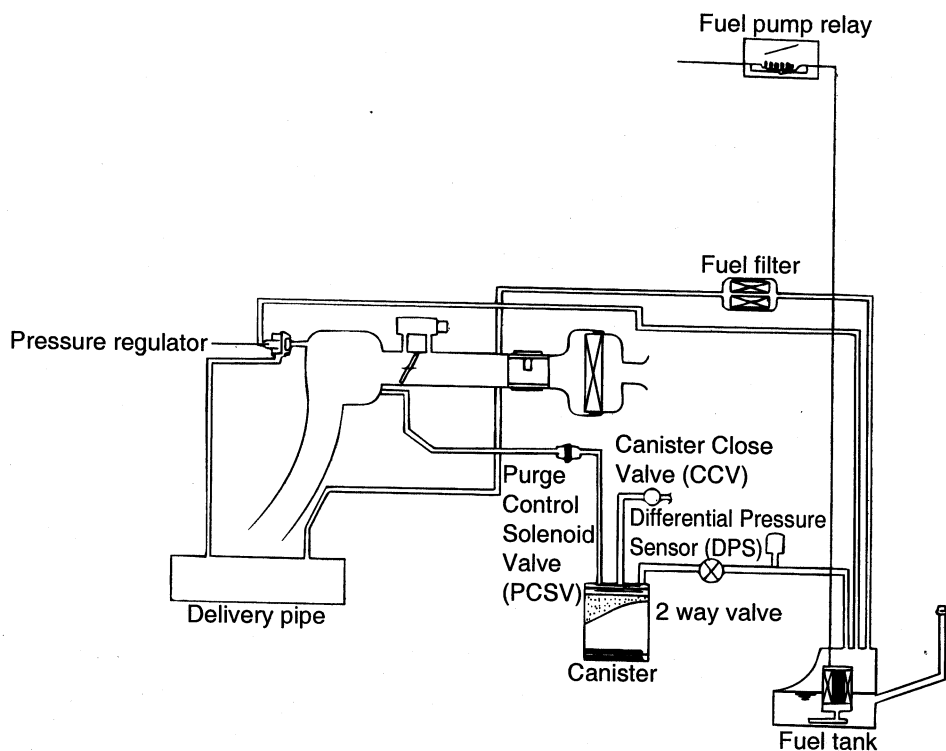 Fuel pump relay
Fuel filter
Pressure regulator
Canister Close
Valve (CCV)
Purge
Control
Solenoid
Valve
(PCSV)
Differential Pressure
Sensor (DPS)
2 way valve
Delivery pipe
Canister
Fuel tank